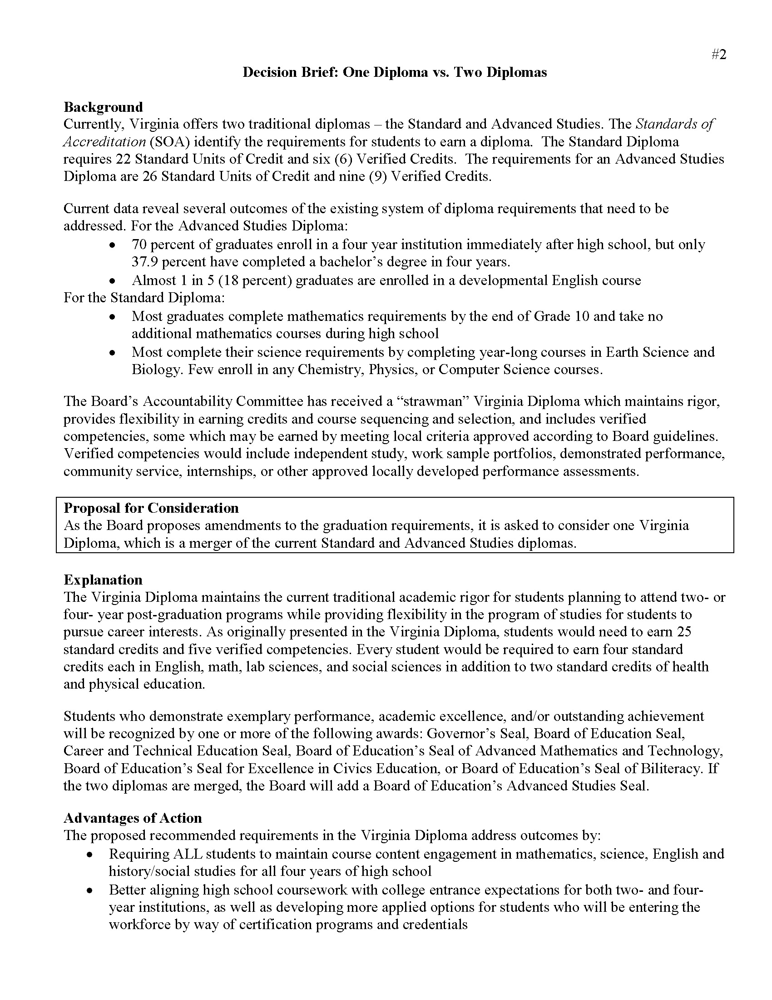 #2
Decision Brief: One Diploma vs. Two Diplomas
Background
Currently, Virginia offers two traditional diplomas – the Standard and Advanced Studies. The Standards of
Accreditation (SOA) identify the requirements for students to earn a diploma.  The Standard Diploma
requires 22 Standard Units of Credit and six (6) Verified Credits.  The requirements for an Advanced Studies
Diploma are 26 Standard Units of Credit and nine (9) Verified Credits.
Current data reveal several outcomes of the existing system of diploma requirements that need to be
addressed. For the Advanced Studies Diploma:
• 70 percent of graduates enroll in a four year institution immediately after high school, but only
37.9 percent have completed a bachelor’s degree in four years.
• Almost 1 in 5 (18 percent) graduates are enrolled in a developmental English course
For the Standard Diploma:
• Most graduates complete mathematics requirements by the end of Grade 10 and take no
additional mathematics courses during high school
• Most complete their science requirements by completing year-long courses in Earth Science and
Biology. Few enroll in any Chemistry, Physics, or Computer Science courses.
The Board’s Accountability Committee has received a “strawman” Virginia Diploma which maintains rigor,
provides flexibility in earning credits and course sequencing and selection, and includes verified
competencies, some which may be earned by meeting local criteria approved according to Board guidelines.
Verified competencies would include independent study, work sample portfolios, demonstrated performance,
community service, internships, or other approved locally developed performance assessments.
Proposal for Consideration
As the Board proposes amendments to the graduation requirements, it is asked to consider one Virginia
Diploma, which is a merger of the current Standard and Advanced Studies diplomas.
Explanation
The Virginia Diploma maintains the current traditional academic rigor for students planning to attend two- or
four- year post-graduation programs while providing flexibility in the program of studies for students to
pursue career interests. As originally presented in the Virginia Diploma, students would need to earn 25
standard credits and five verified competencies. Every student would be required to earn four standard
credits each in English, math, lab sciences, and social sciences in addition to two standard credits of health
and physical education.
Students who demonstrate exemplary performance, academic excellence, and/or outstanding achievement
will be recognized by one or more of the following awards: Governor’s Seal, Board of Education Seal,
Career and Technical Education Seal, Board of Education’s Seal of Advanced Mathematics and Technology,
Board of Education’s Seal for Excellence in Civics Education, or Board of Education’s Seal of Biliteracy. If
the two diplomas are merged, the Board will add a Board of Education’s Advanced Studies Seal.
Advantages of Action
The proposed recommended requirements in the Virginia Diploma address outcomes by:
• Requiring ALL students to maintain course content engagement in mathematics, science, English and
history/social studies for all four years of high school
• Better aligning high school coursework with college entrance expectations for both two- and four-
year institutions, as well as developing more applied options for students who will be entering the
workforce by way of certification programs and credentials